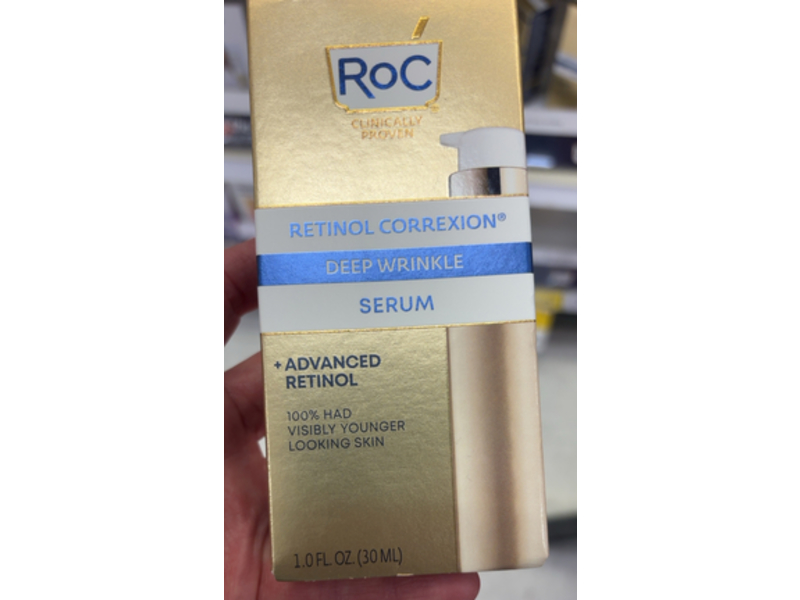 RoC
CLINICALLY
PROVEN
RETINOL CORREXION®
DEEP WRINKLE
SERUM
+ ADVANCED
RETINOL
100% HAD
VISIBLY YOUNGER
LOOKING SKIN
1.0 FL. OZ. (30 ML)